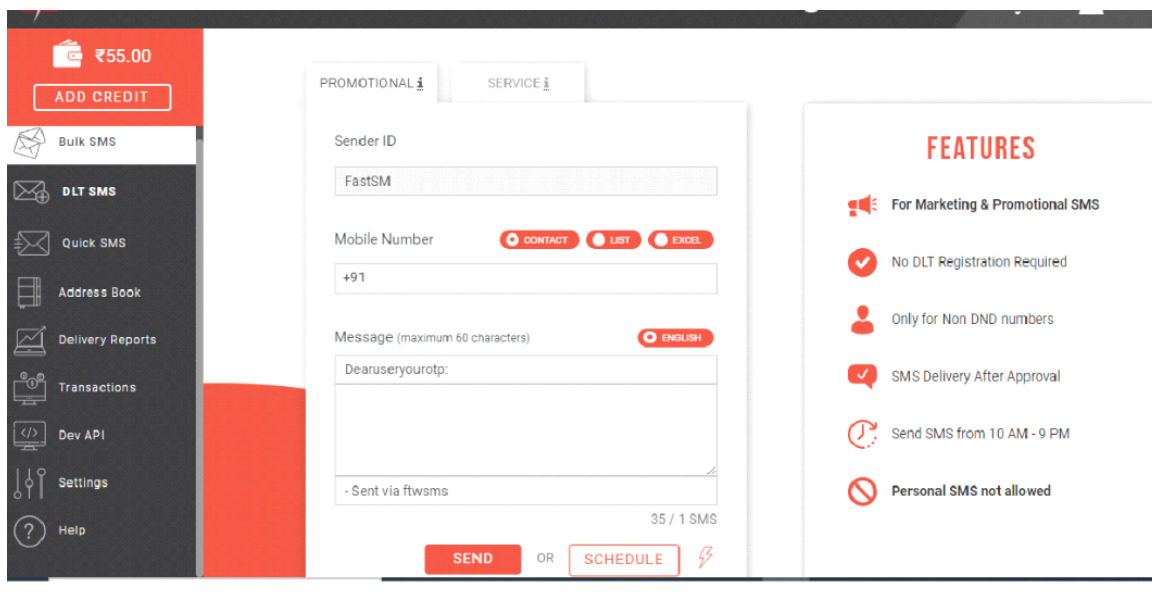 ₹55.00
ADD CREDIT
Bulk SMS
DLT SMS
Quick SMS
Address Book
Delivery Reports
Transactions
Dev API
Settings
Help
PROMOTIONAL i
SERVICE i
Sender ID
FastSM
Mobile Number
CONTACT
LIST
EXCEL
+91
Message (maximum 60 characters)
ENGLISH
Dearuseryourotp:
- Sent via ftwsms
35 / 1 SMS
SEND
OR
SCHEDULE
FEATURES
For Marketing & Promotional SMS
No DLT Registration Required
Only for Non DND numbers
SMS Delivery After Approval
Send SMS from 10 AM - 9 PM
Personal SMS not allowed